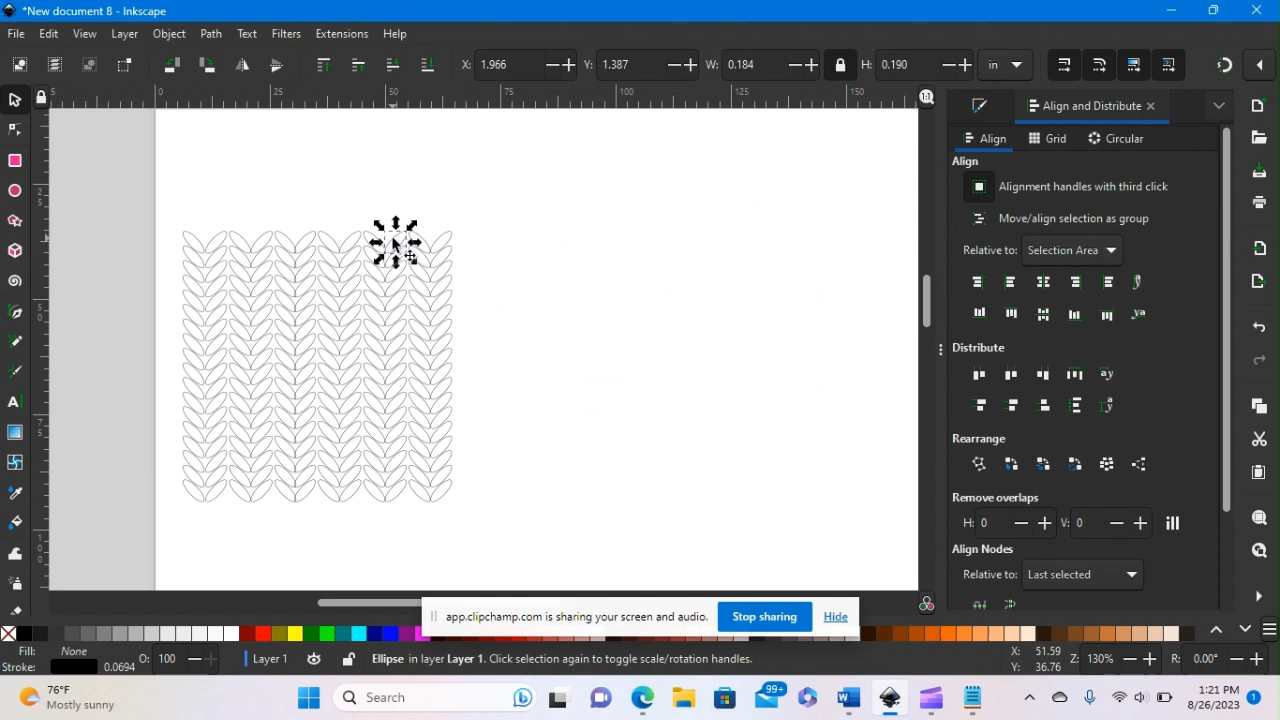 *New document 8 - Inkscape
File Edit View Layer Object Path Text Filters Extensions Help
X: 1.966 Y: 1.387 W: 0.184 H: 0.190 in
5 0 25 50 75 100 125 150
Align and Distribute
Align Grid Circular
Align
Alignment handles with third click
Move/align selection as group
Relative to: Selection Area
Distribute
Rearrange
Remove overlaps
H: 0 V: 0
Align Nodes
Relative to: Last selected
25
50
75
100
app.clipchamp.com is sharing your screen and audio. Stop sharing Hide
Fill: None
Stroke: 0.0694 O: 100 Layer 1 Ellipse in layer Layer 1. Click selection again to toggle scale/rotation handles. X: 51.59 Y: 36.76 Z: 130% R: 0.00°
76°F
Mostly sunny
Search
99+
1:21 PM
8/26/2023
1